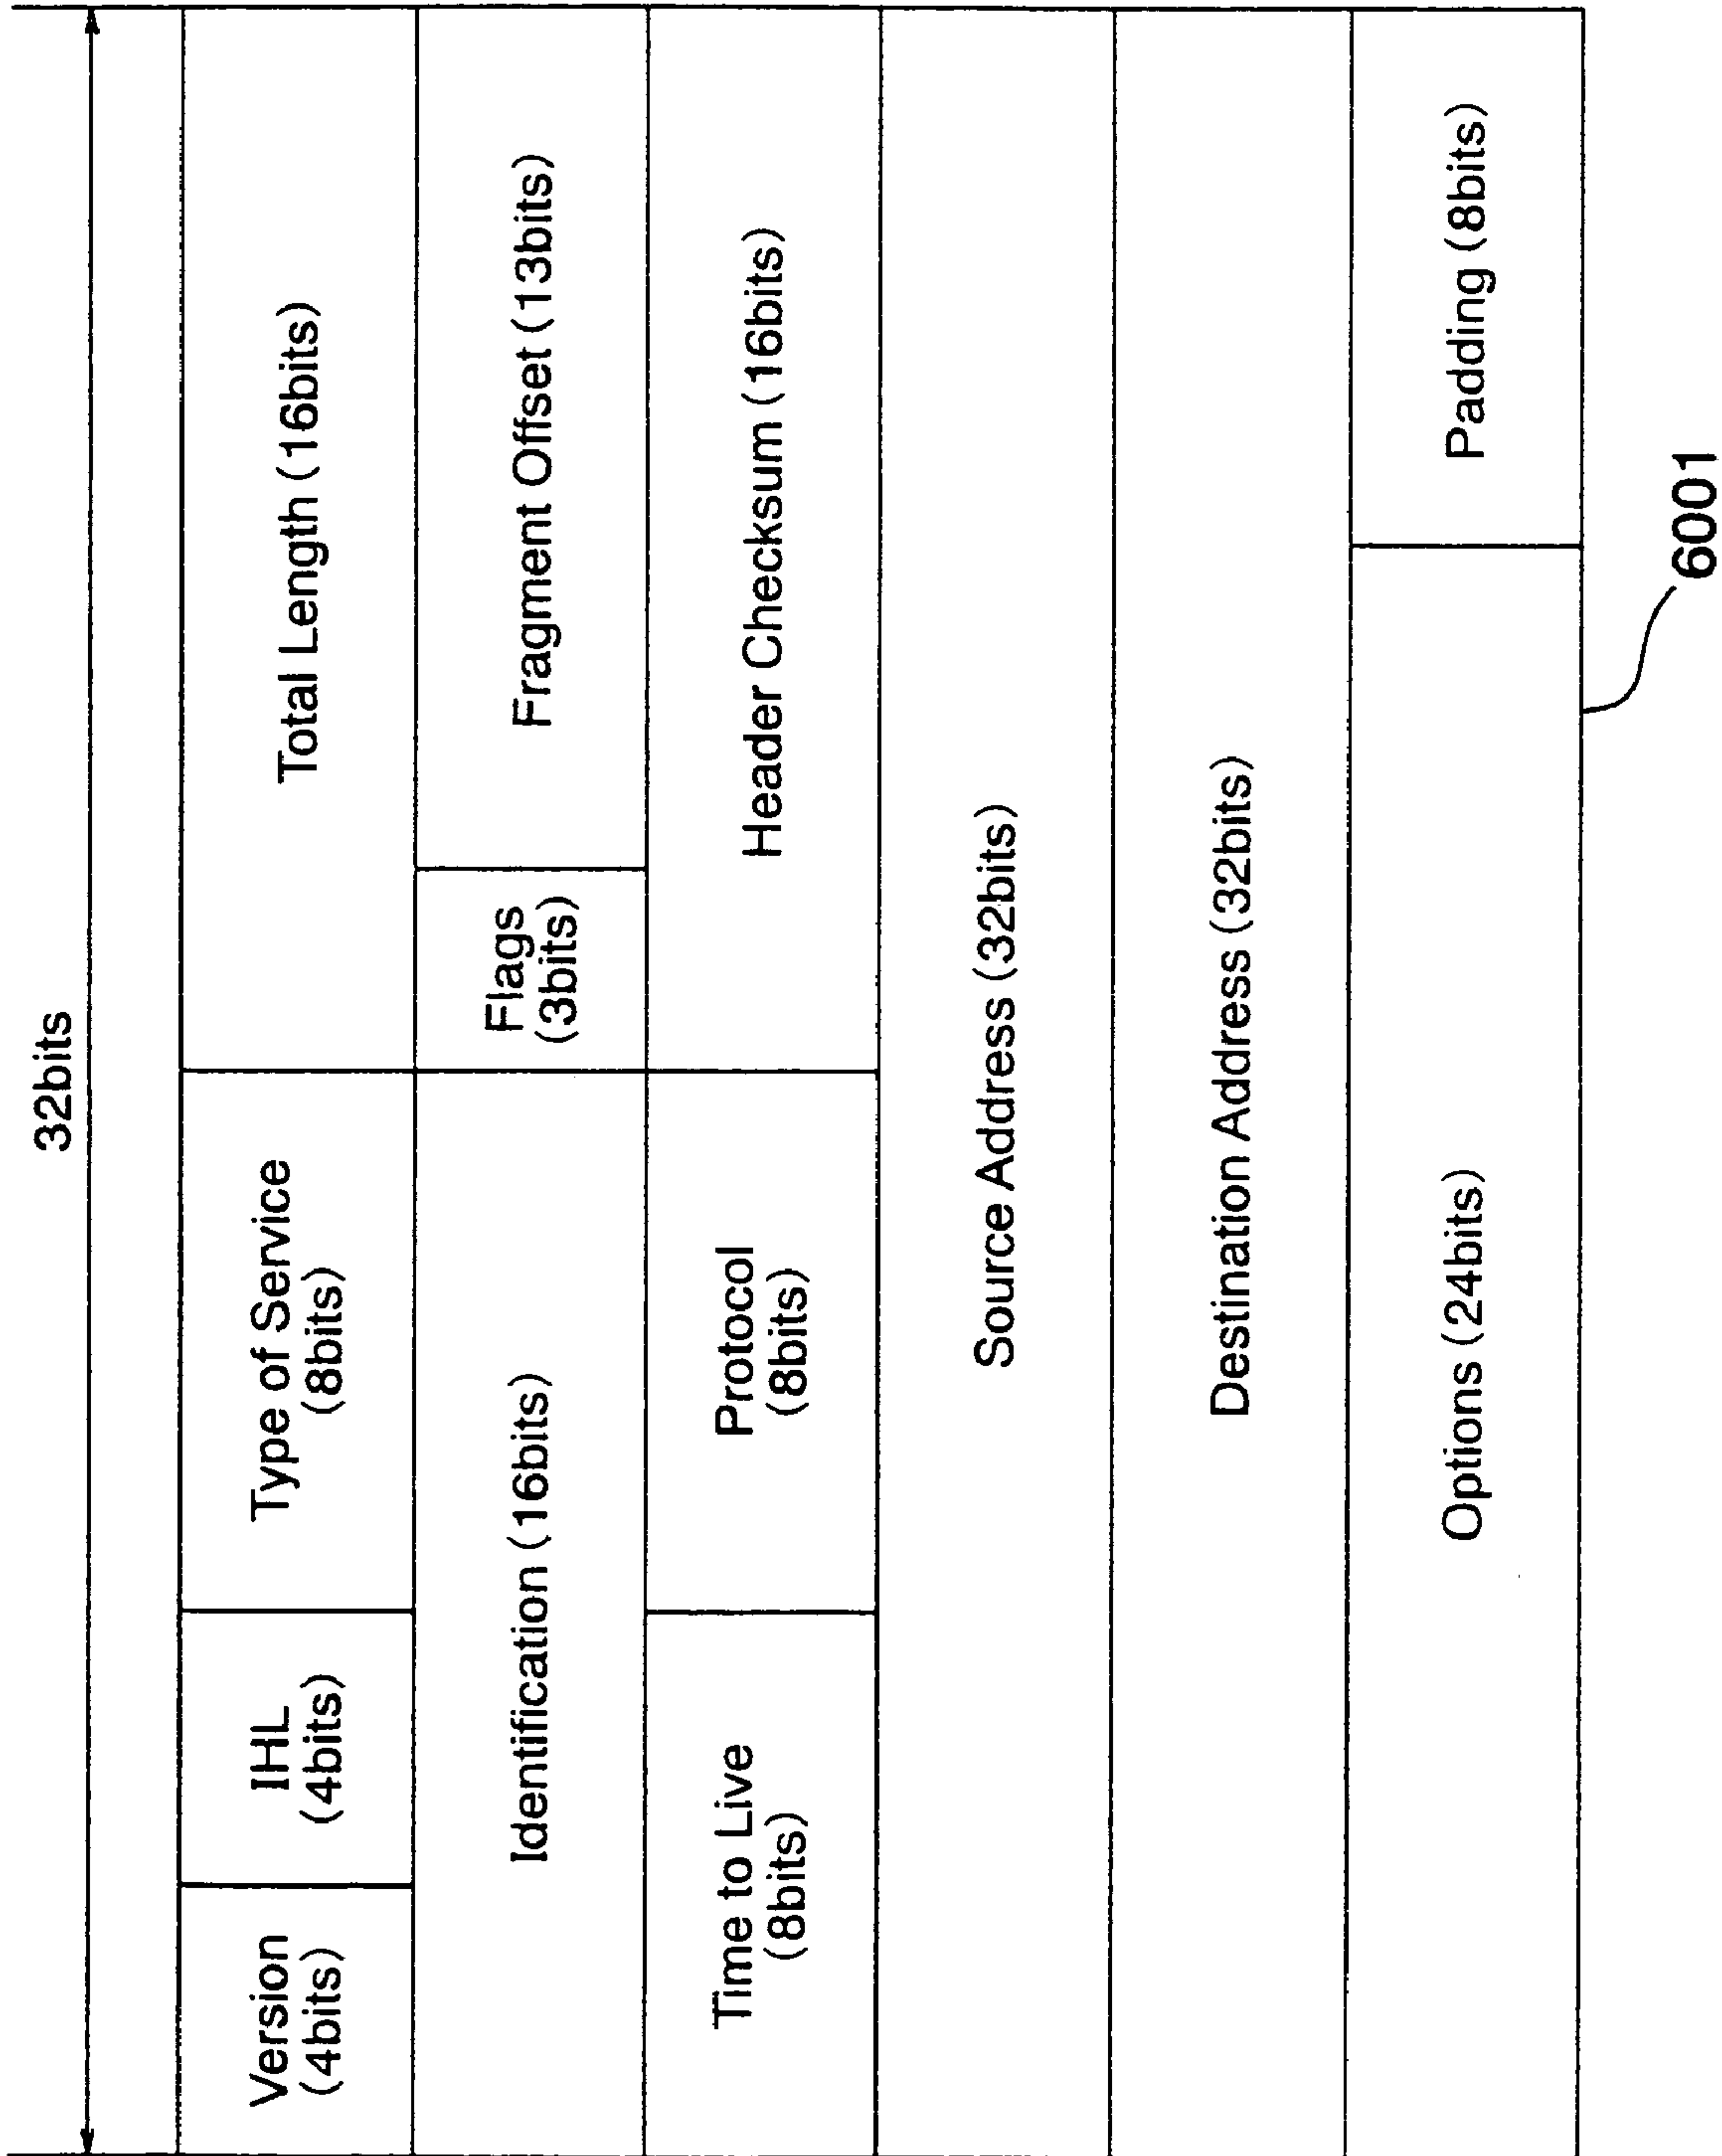 32bits
Version
(4bits)
IHL
(4bits)
Type of Service
(8bits)
Total Length (16bits)
Identification (16bits)
Flags
(3bits)
Fragment Offset (13bits)
Time to Live
(8bits)
Protocol
(8bits)
Header Checksum (16bits)
Source Address (32bits)
Destination Address (32bits)
Options (24bits)
Padding (8bits)
6001